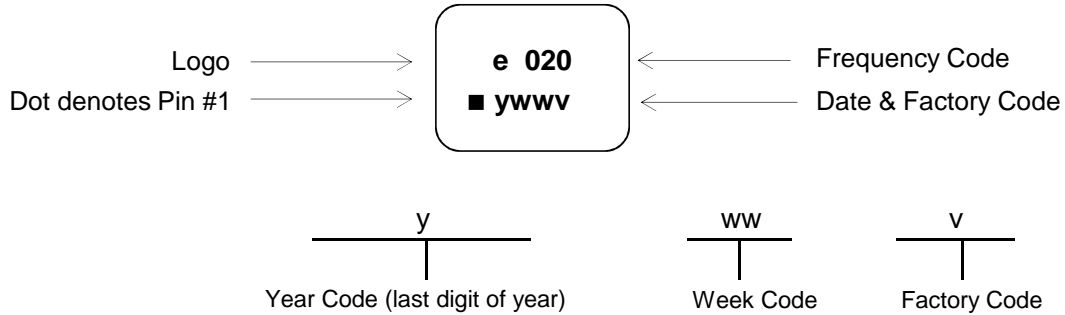 Logo
e 020
Frequency Code
Dot denotes Pin #1
■ ywwv
Date & Factory Code
y
ww
v
Year Code (last digit of year)
Week Code
Factory Code